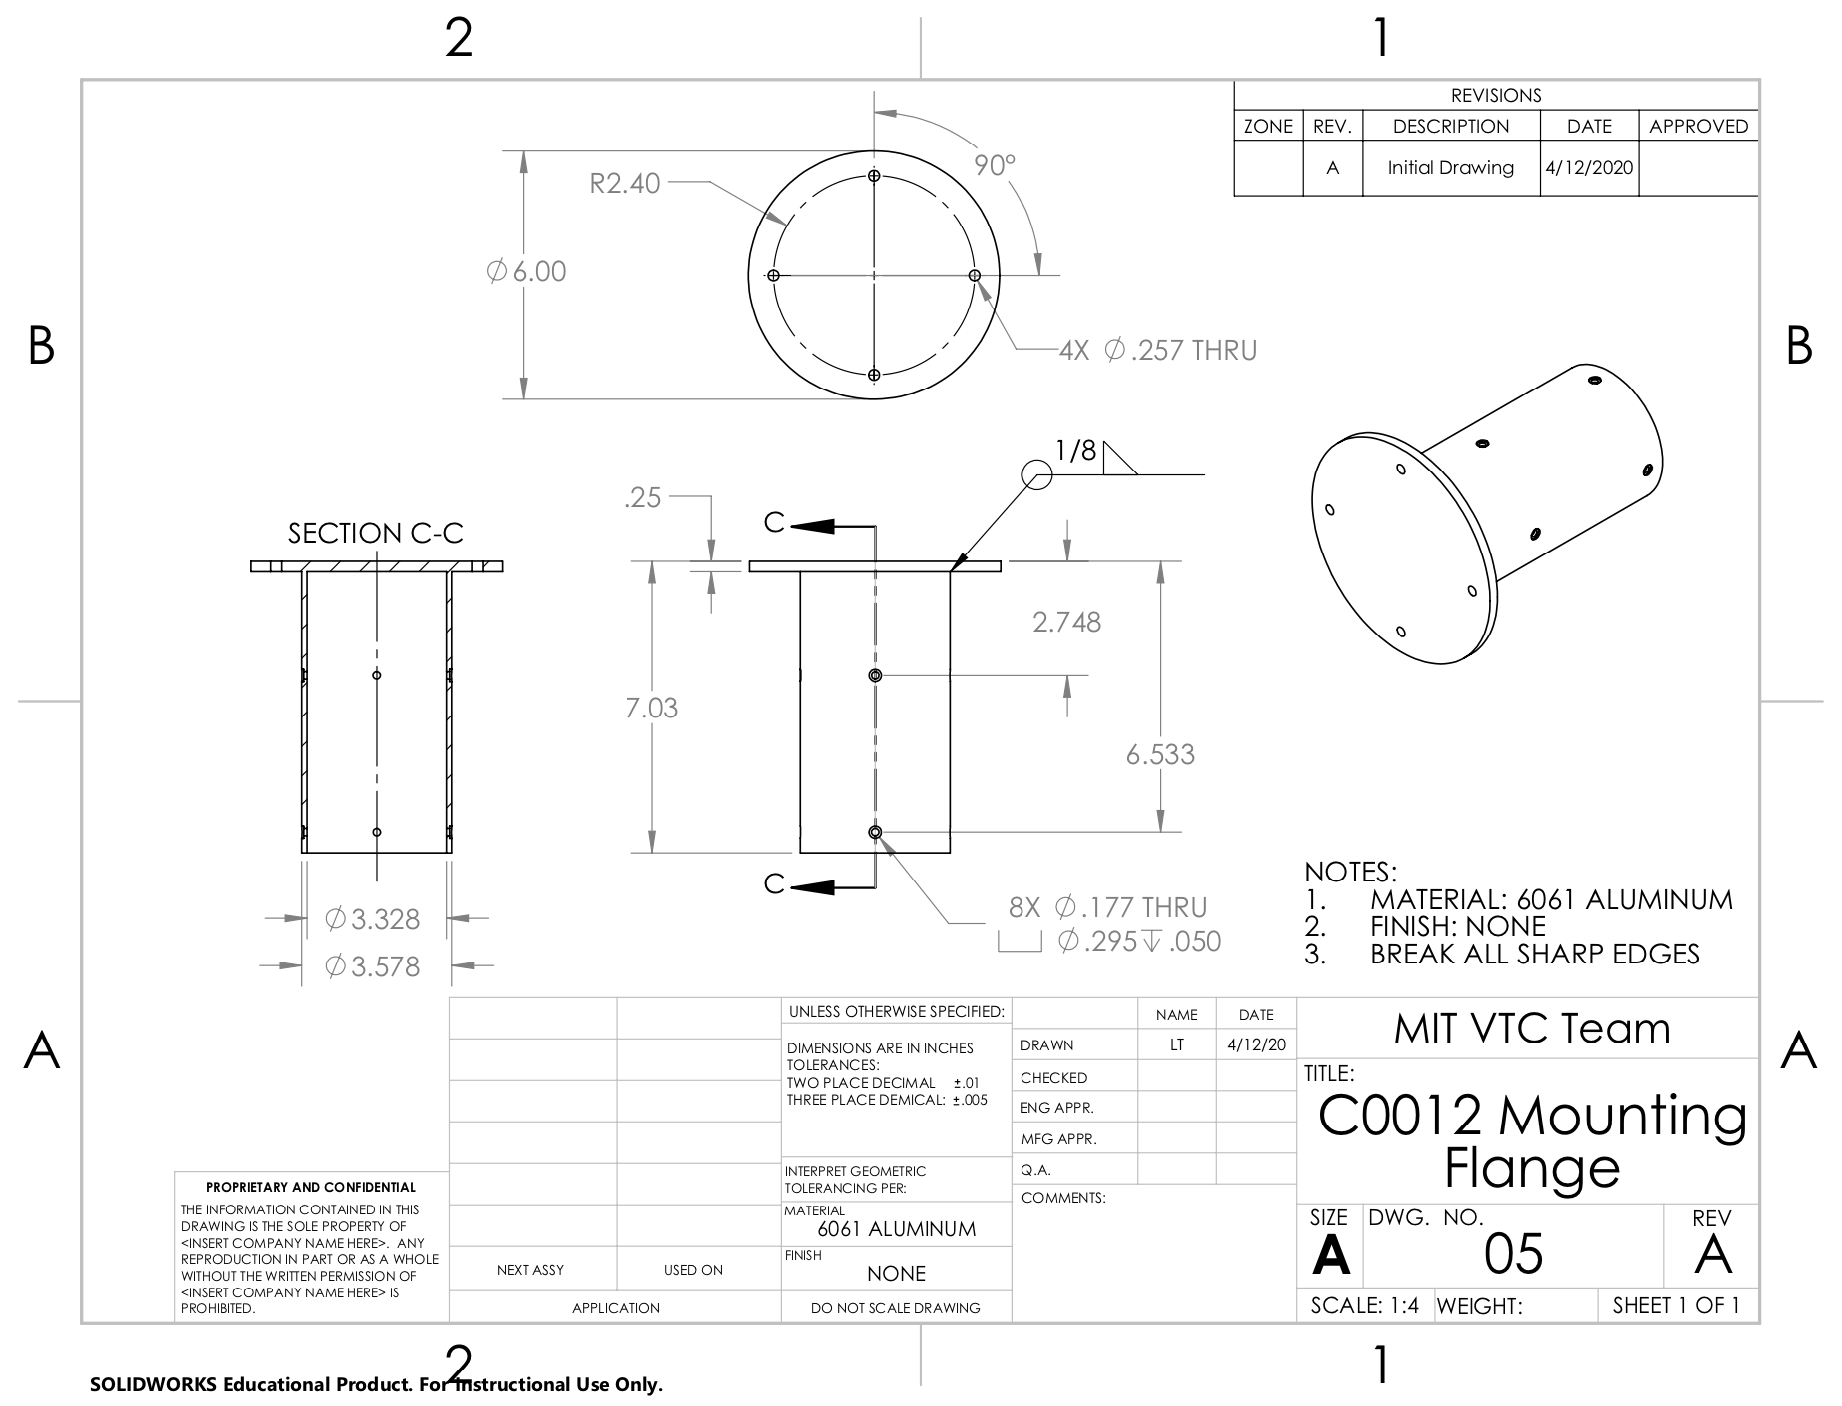 2
1
REVISIONS
ZONE REV. DESCRIPTION DATE APPROVED
A Initial Drawing 4/12/2020
90°
R2.40
∅6.00
4X ∅.257 THRU
B
B
1/8
.25
C
SECTION C-C
2.748
7.03
6.533
C
∅3.328
∅3.578
8X ∅.177 THRU
⌴ ∅.295↧.050
NOTES:
1. MATERIAL: 6061 ALUMINUM
2. FINISH: NONE
3. BREAK ALL SHARP EDGES
A
A
UNLESS OTHERWISE SPECIFIED:
DIMENSIONS ARE IN INCHES
TOLERANCES:
TWO PLACE DECIMAL ±.01
THREE PLACE DEMICAL: ±.005
INTERPRET GEOMETRIC
TOLERANCING PER:
MATERIAL
6061 ALUMINUM
FINISH
NONE
DO NOT SCALE DRAWING
NEXT ASSY USED ON
APPLICATION
NAME DATE
DRAWN LT 4/12/20
CHECKED
ENG APPR.
MFG APPR.
Q.A.
COMMENTS:
MIT VTC Team
TITLE:
C0012 Mounting
Flange
SIZE DWG. NO. REV
A 05 A
SCALE: 1:4 WEIGHT: SHEET 1 OF 1
PROPRIETARY AND CONFIDENTIAL
THE INFORMATION CONTAINED IN THIS
DRAWING IS THE SOLE PROPERTY OF
<INSERT COMPANY NAME HERE>. ANY
REPRODUCTION IN PART OR AS A WHOLE
WITHOUT THE WRITTEN PERMISSION OF
<INSERT COMPANY NAME HERE> IS
PROHIBITED.
2
1
SOLIDWORKS Educational Product. For Instructional Use Only.